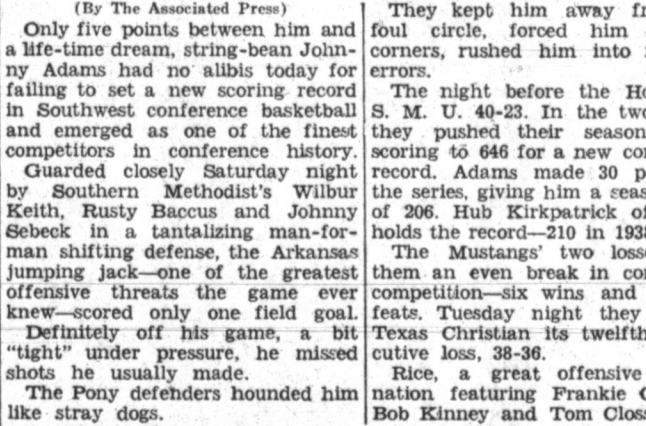 (By The Associated Press)
Only five points between him and
a life-time dream, string-bean John-
ny Adams had no alibis today for
failing to set a new scoring record
in Southwest conference basketball
and emerged as one of the finest
competitors in conference history.
Guarded closely Saturday night
by Southern Methodist's Wilbur
Keith, Rusty Baccus and Johnny
Sebeck in a tantalizing man-for-
man shifting defense, the Arkansas
jumping jack—one of the greatest
offensive threats the game ever
knew—scored only one field goal.
Definitely off his game, a bit
"tight" under pressure, he missed
shots he usually made.
The Pony defenders hounded him
like stray dogs.
They kept him away
foul circle, forced him
corners, rushed him into
errors.
The night before the
S. M. U. 40-23. In the
they pushed their season
scoring to 646 for a new
record. Adams made 30
the series, giving him a
of 206. Hub Kirkpatrick
holds the record—210 in
The Mustangs' two
them an even break in
competition—six wins and
feats. Tuesday night they
Texas Christian its
cutive loss, 38-36.
Rice, a great offensive
nation featuring Frankie
Bob Kinney and Tom